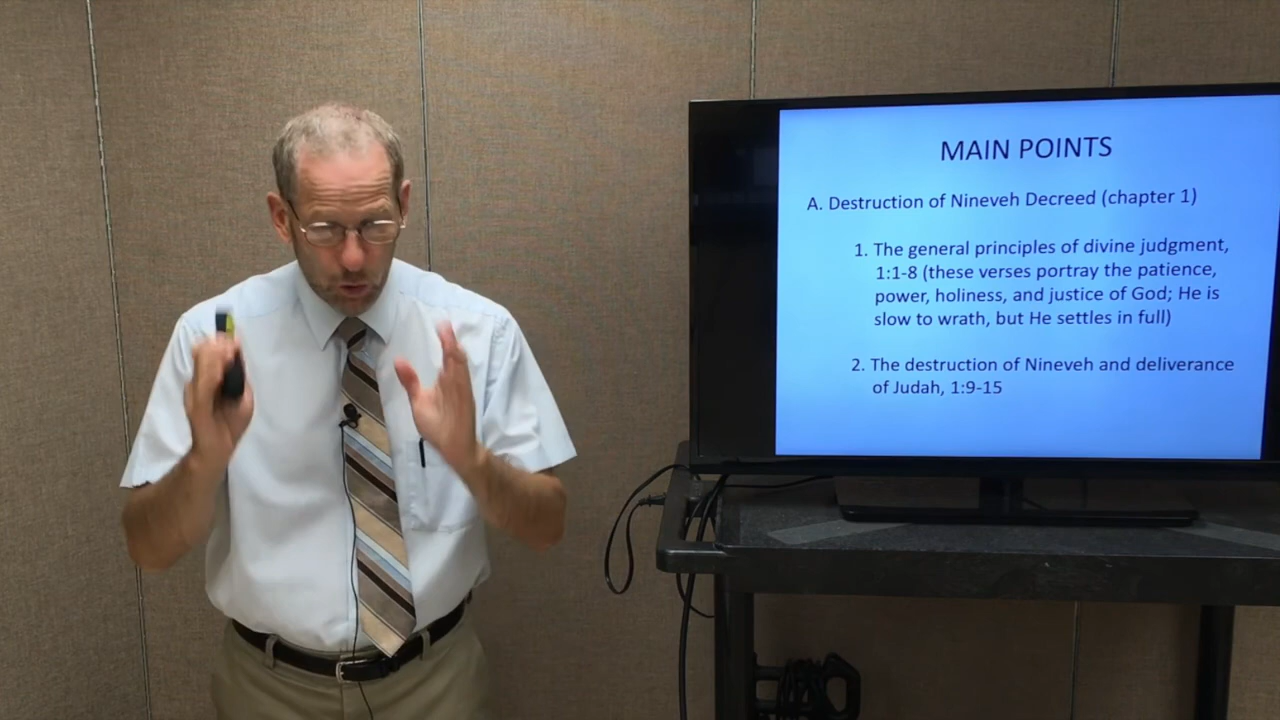 MAIN POINTS
A. Destruction of Nineveh Decreed (chapter 1)
1. The general principles of divine judgment,
1:1-8 (these verses portray the patience,
power, holiness, and justice of God; He is
slow to wrath, but He settles in full)
2. The destruction of Nineveh and deliverance
of Judah, 1:9-15